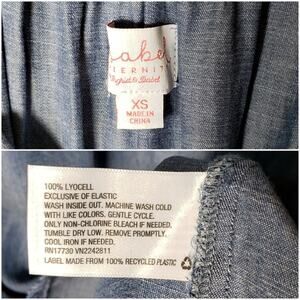 abel
ERNIT
Ingrid & Isabel
XS
MADE IN
CHINA
100% LYOCELL
EXCLUSIVE OF ELASTIC
WASH INSIDE OUT. MACHINE WASH COLD
WITH LIKE COLORS. GENTLE CYCLE.
ONLY NON-CHLORINE BLEACH IF NEEDED.
TUMBLE DRY LOW. REMOVE PROMPTLY.
COOL IRON IF NEEDED.
RN17730 VN2242811
LABEL MADE FROM 100% RECYCLED PLASTIC